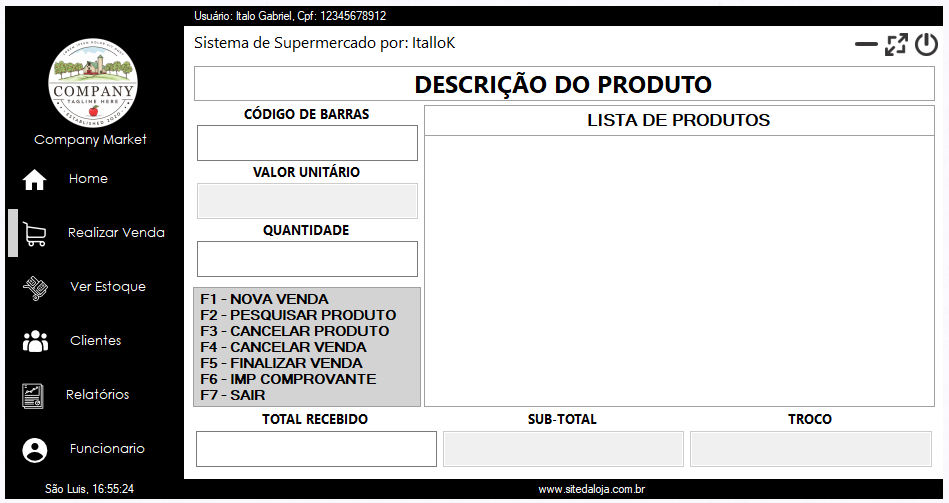 Usuário: Italo Gabriel, Cpf: 12345678912
Sistema de Supermercado por: ItalloK
COMPANY
TAGLINE HERE
ESTABLISHED 2020
Company Market
Home
Realizar Venda
Ver Estoque
Clientes
Relatórios
Funcionario
São Luis, 16:55:24
DESCRIÇÃO DO PRODUTO
CÓDIGO DE BARRAS
VALOR UNITÁRIO
QUANTIDADE
LISTA DE PRODUTOS
F1 - NOVA VENDA
F2 - PESQUISAR PRODUTO
F3 - CANCELAR PRODUTO
F4 - CANCELAR VENDA
F5 - FINALIZAR VENDA
F6 - IMP COMPROVANTE
F7 - SAIR
TOTAL RECEBIDO
SUB-TOTAL
TROCO
www.sitedaloja.com.br